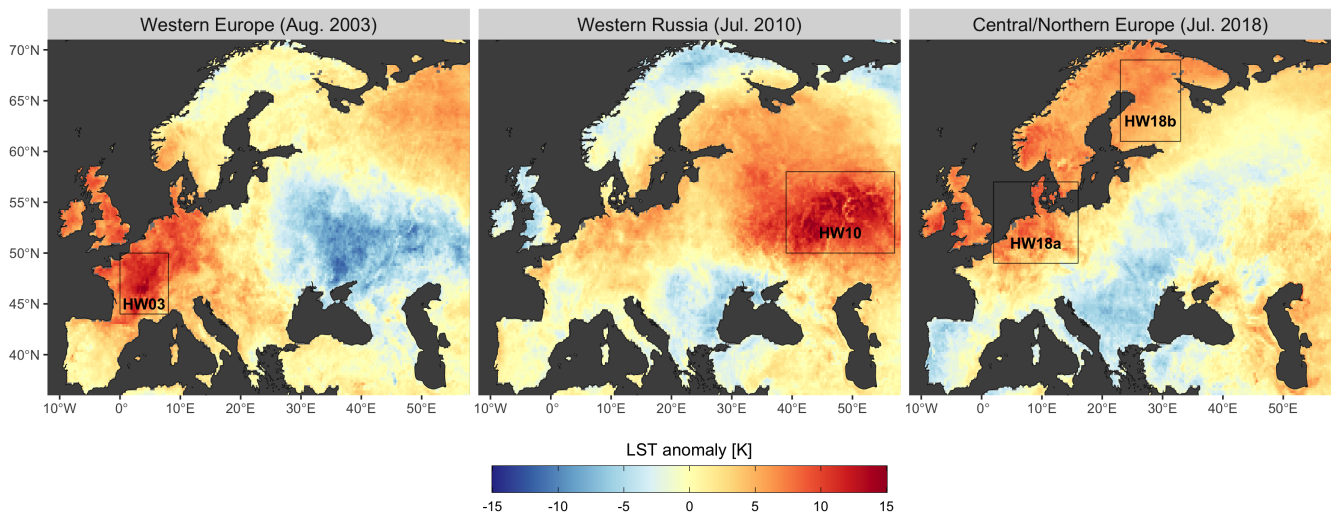 Western Europe (Aug. 2003)
Western Russia (Jul. 2010)
Central/Northern Europe (Jul. 2018)
70°N
65°N
60°N
55°N
50°N
45°N
40°N
HW03
HW10
HW18b
HW18a
10°W 0° 10°E 20°E 30°E 40°E 50°E
10°W 0° 10°E 20°E 30°E 40°E 50°E
10°W 0° 10°E 20°E 30°E 40°E 50°E
LST anomaly [K]
-15 -10 -5 0 5 10 15